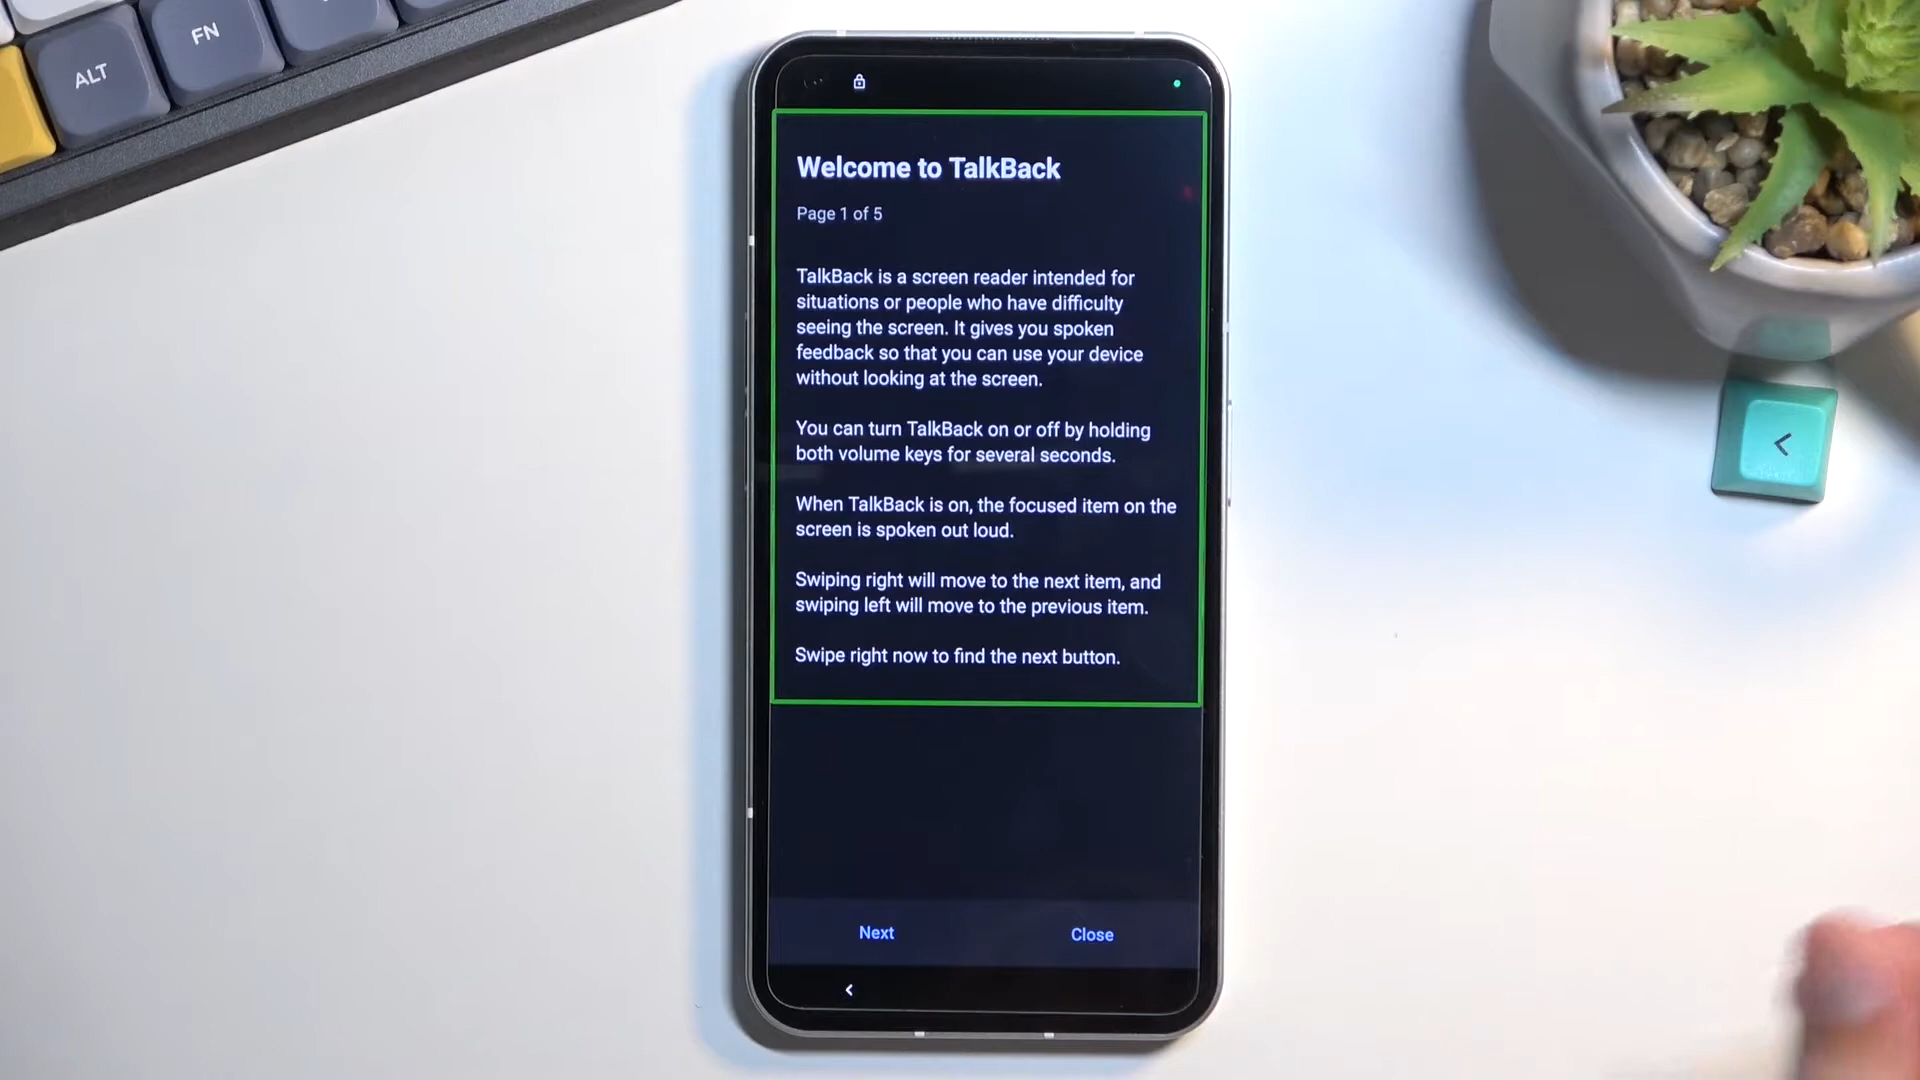 ALT
FN
Welcome to TalkBack
Page 1 of 5
TalkBack is a screen reader intended for
situations or people who have difficulty
seeing the screen. It gives you spoken
feedback so that you can use your device
without looking at the screen.
You can turn TalkBack on or off by holding
both volume keys for several seconds.
When TalkBack is on, the focused item on the
screen is spoken out loud.
Swiping right will move to the next item, and
swiping left will move to the previous item.
Swipe right now to find the next button.
Next
Close